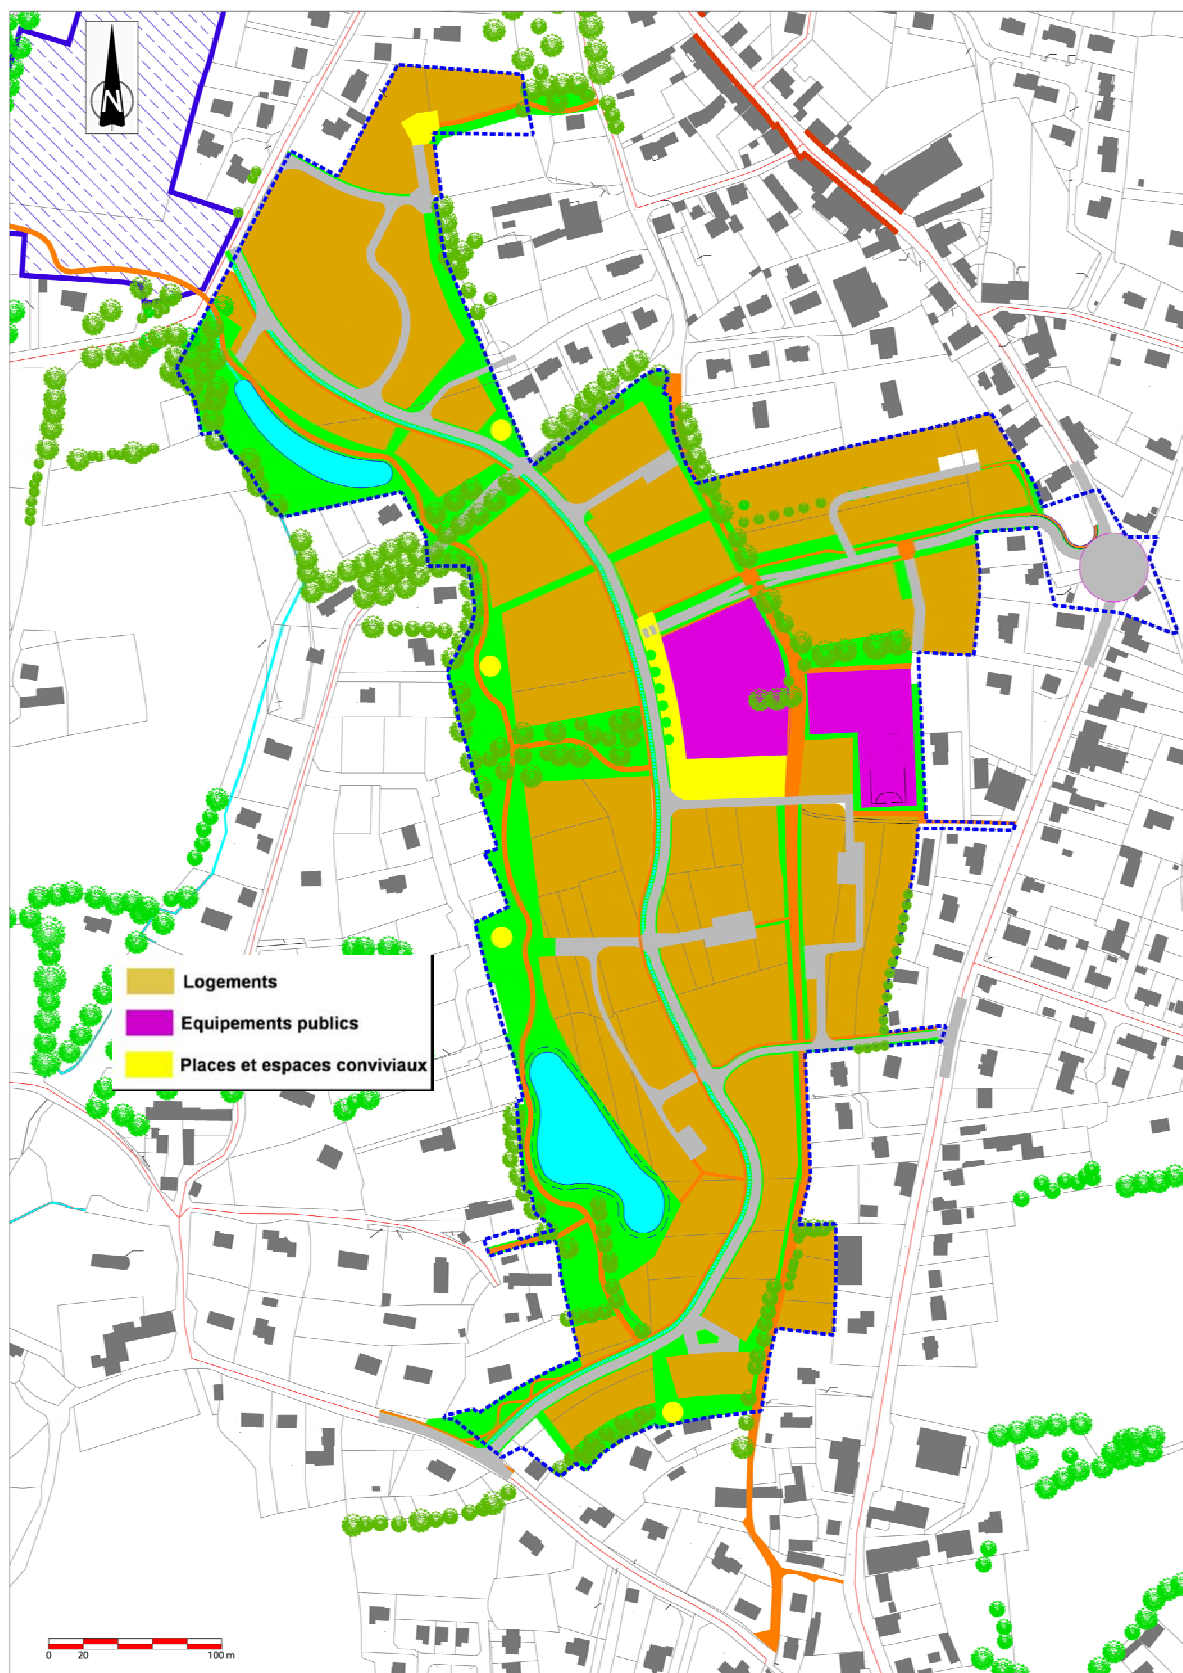 N
Logements
Equipements publics
Places et espaces conviviaux
0 20 100 m